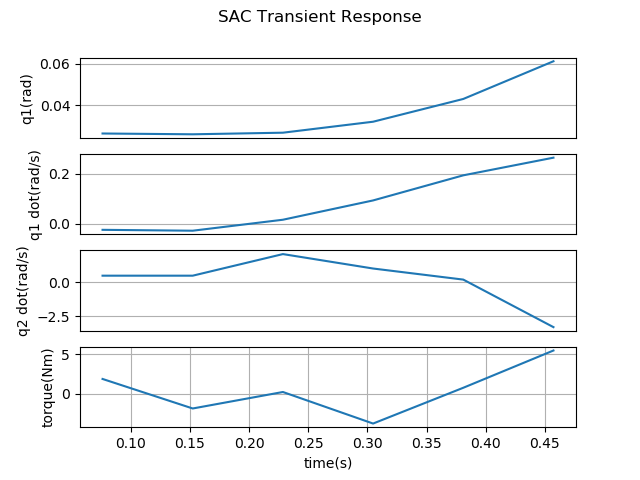 SAC Transient Response
q1(rad)
0.06
0.04
q1 dot(rad/s)
0.2
0.0
q2 dot(rad/s)
0.0
−2.5
torque(Nm)
5
0
0.10 0.15 0.20 0.25 0.30 0.35 0.40 0.45
time(s)